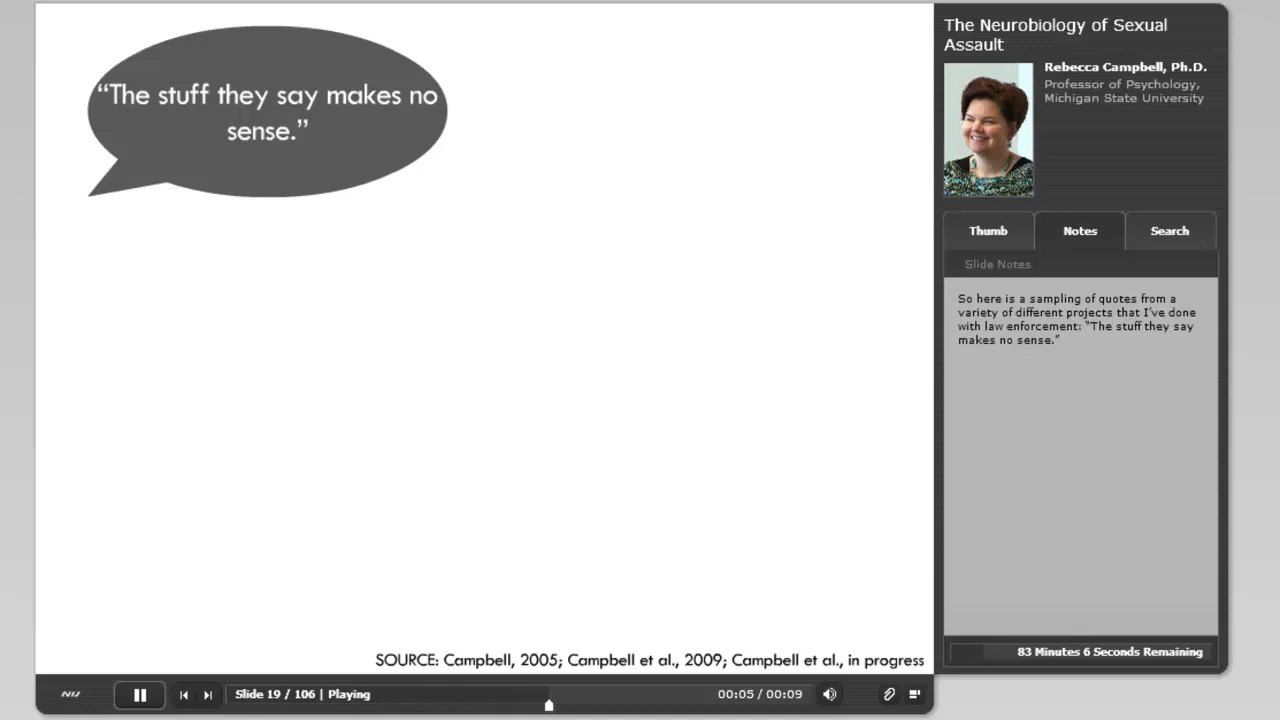 “The stuff they say makes no
sense.”
SOURCE: Campbell, 2005; Campbell et al., 2009; Campbell et al., in progress
The Neurobiology of Sexual
Assault
Rebecca Campbell, Ph.D.
Professor of Psychology,
Michigan State University
Thumb
Notes
Search
Slide Notes
So here is a sampling of quotes from a
variety of different projects that I've done
with law enforcement: “The stuff they say
makes no sense.”
83 Minutes 6 Seconds Remaining
Slide 19 / 106 | Playing
00:05 / 00:09